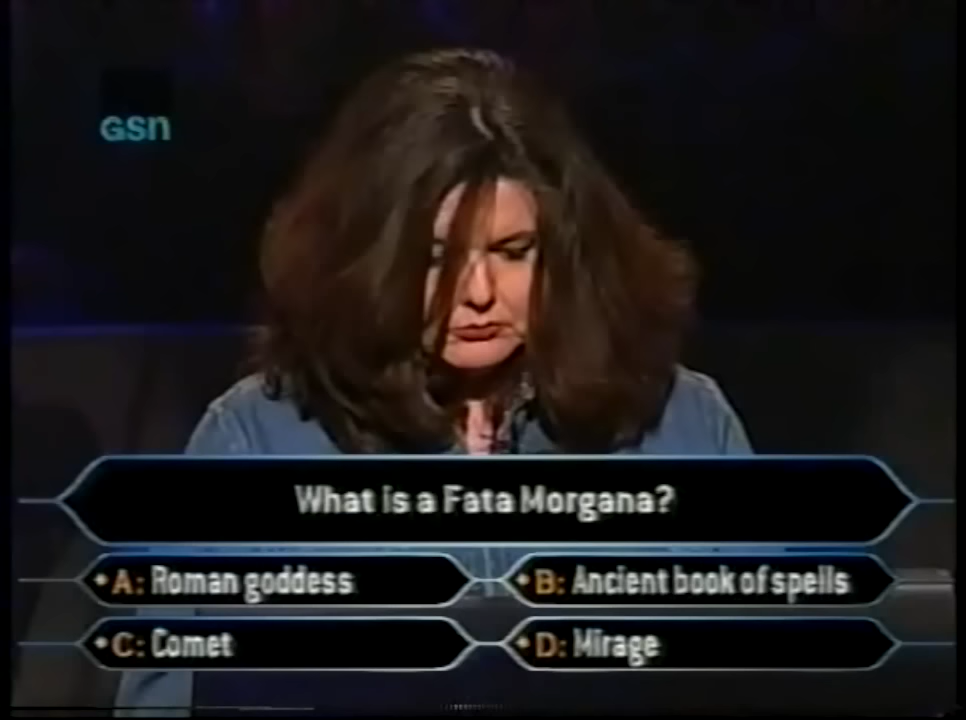 GSN
What is a Fata Morgana?
A: Roman goddess
B: Ancient book of spells
C: Comet
D: Mirage